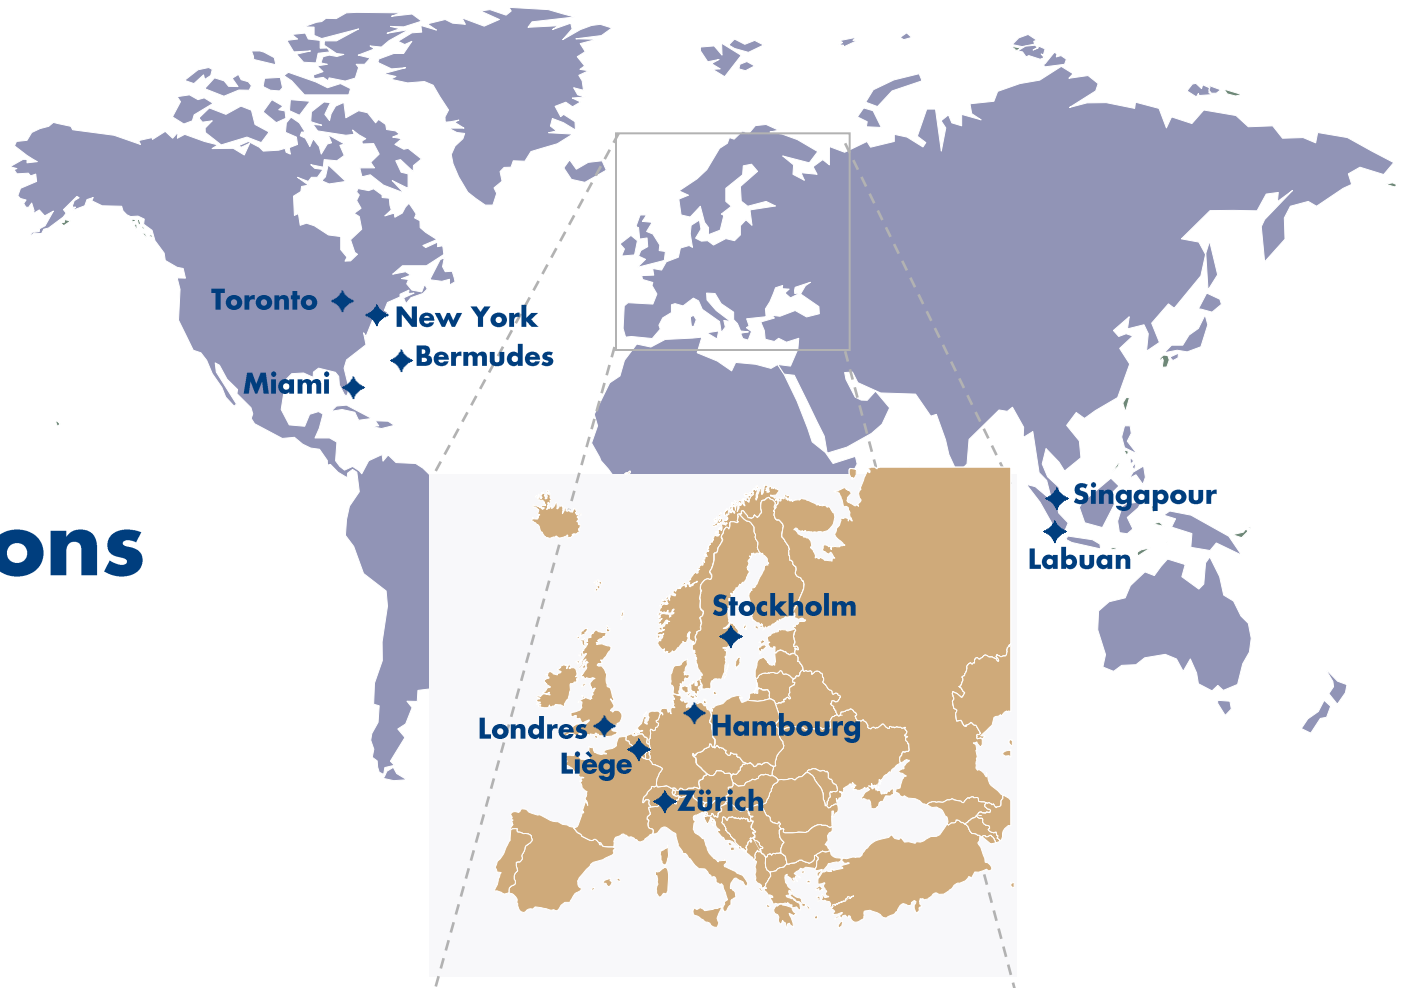 Toronto
New York
Bermudes
Miami
Singapour
ons
Labuan
Stockholm
Londres
Hambourg
Liège
Zürich